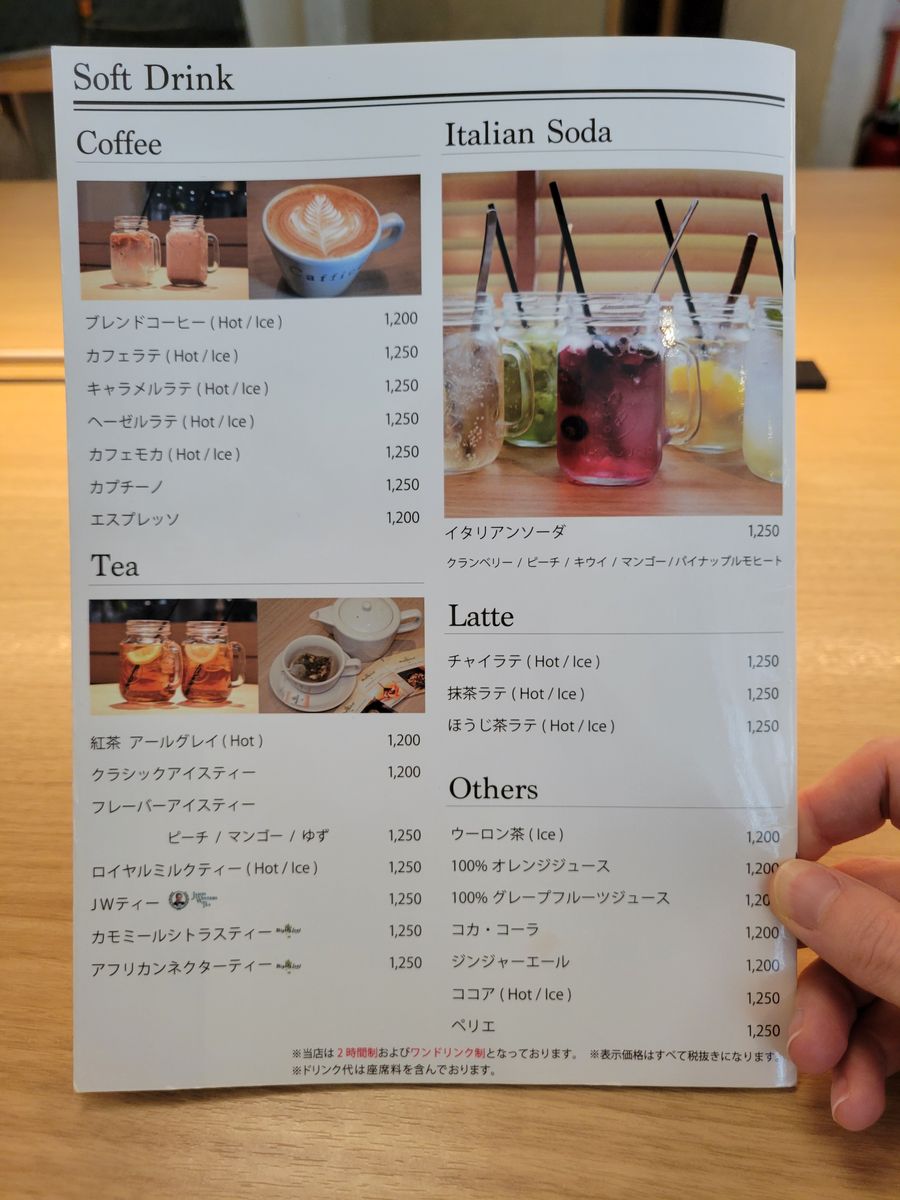 Soft Drink
Coffee
Caffice
ブレンドコーヒー ( Hot / Ice ) 1,200
カフェラテ ( Hot / Ice ) 1,250
キャラメルラテ ( Hot / Ice ) 1,250
ヘーゼルラテ ( Hot / Ice ) 1,250
カフェモカ ( Hot / Ice ) 1,250
カプチーノ 1,250
エスプレッソ 1,200
Tea
紅茶 アールグレイ ( Hot ) 1,200
クラシックアイスティー 1,200
フレーバーアイスティー
ピーチ / マンゴー / ゆず 1,250
ロイヤルミルクティー ( Hot / Ice ) 1,250
JWティー 1,250
カモミールシトラスティー 1,250
アフリカンネクターティー 1,250
Italian Soda
イタリアンソーダ 1,250
クランベリー / ピーチ / キウイ / マンゴー / パイナップルモヒート
Latte
チャイラテ ( Hot / Ice ) 1,250
抹茶ラテ ( Hot / Ice ) 1,250
ほうじ茶ラテ ( Hot / Ice ) 1,250
Others
ウーロン茶 ( Ice ) 1,200
100% オレンジジュース 1,200
100% グレープフルーツジュース 1,20
コカ・コーラ 1,200
ジンジャーエール 1,200
ココア ( Hot / Ice ) 1,250
ペリエ 1,250
※当店は2時間制およびワンドリンク制となっております。 ※表示価格はすべて税抜きになります。
※ドリンク代は座席料を含んでおります。